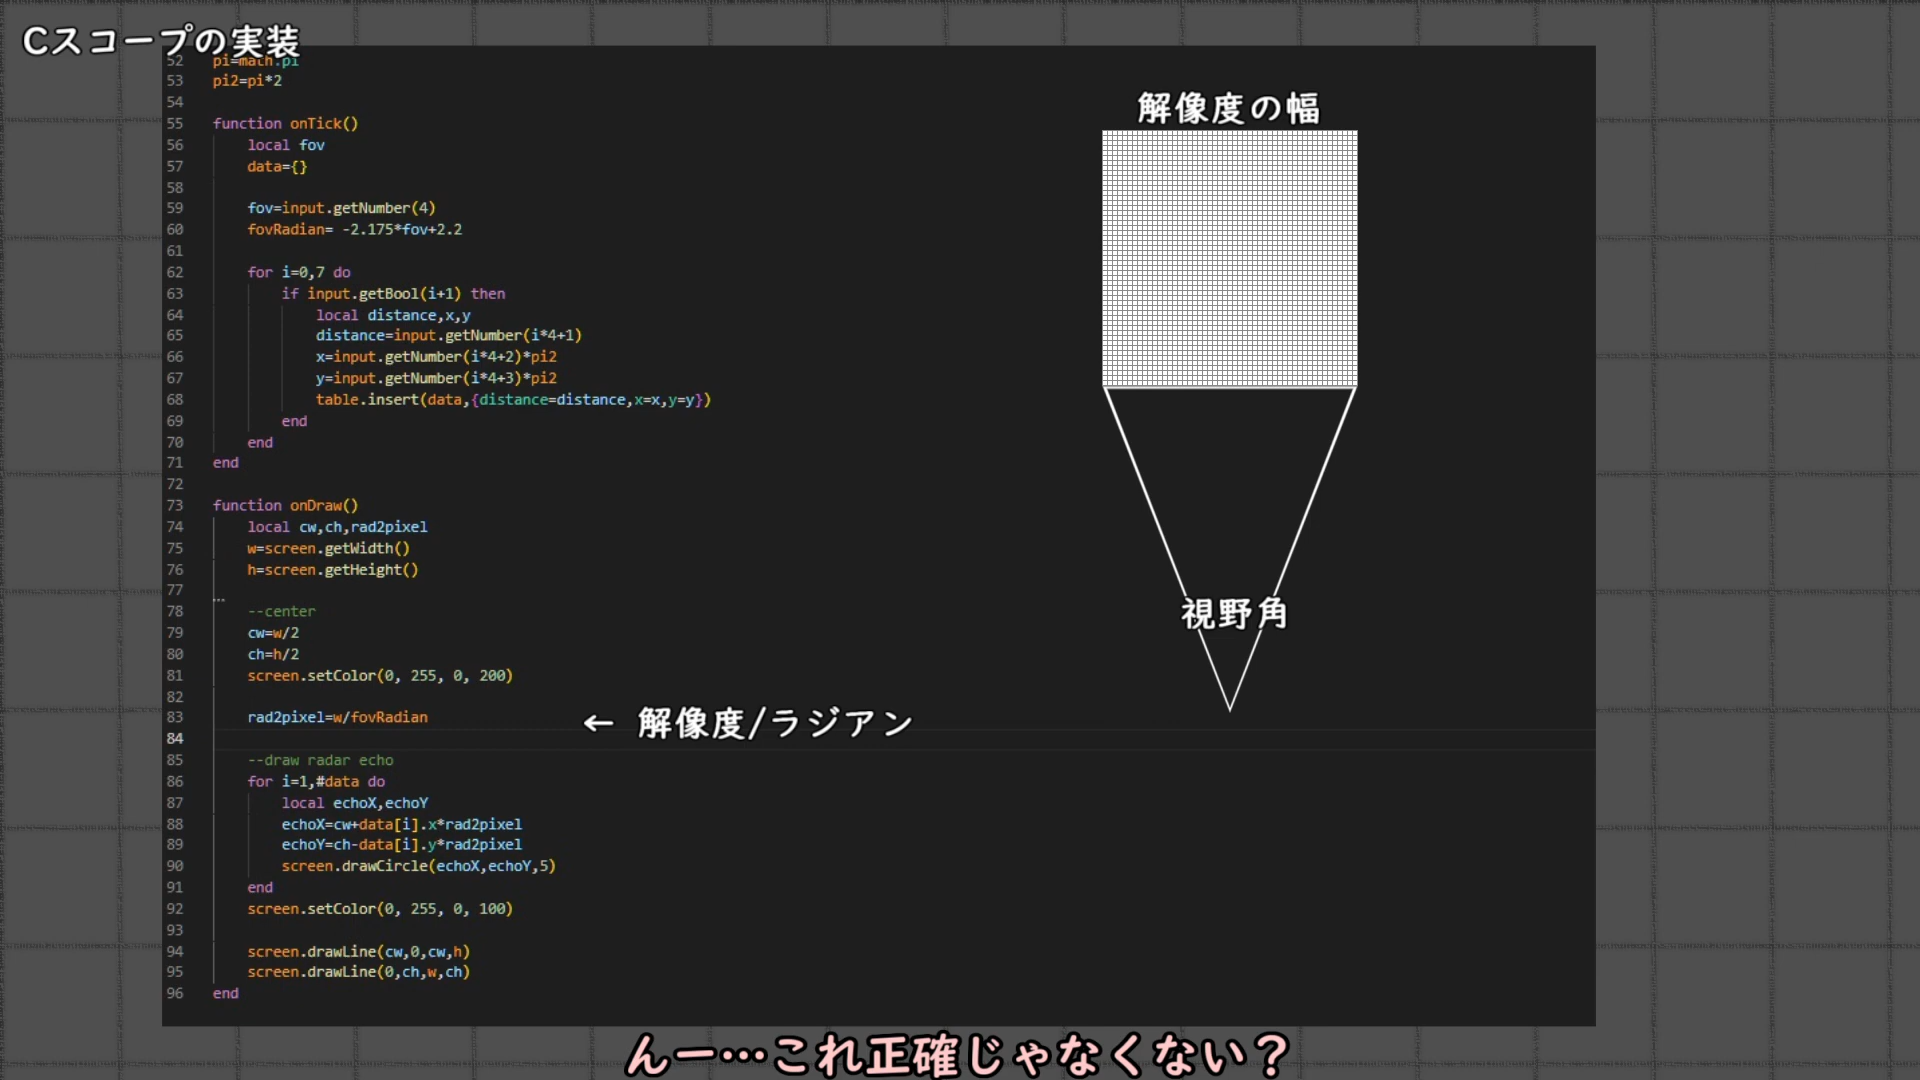 Cスコープの実装
52 pi=math.pi
53 pi2=pi*2
54
55 function onTick()
56 local fov
57 data={}
58
59 fov=input.getNumber(4)
60 fovRadian= -2.175*fov+2.2
61
62 for i=0,7 do
63 if input.getBool(i+1) then
64 local distance,x,y
65 distance=input.getNumber(i*4+1)
66 x=input.getNumber(i*4+2)*pi2
67 y=input.getNumber(i*4+3)*pi2
68 table.insert(data,{distance=distance,x=x,y=y})
69 end
70 end
71 end
72
73 function onDraw()
74 local cw,ch,rad2pixel
75 w=screen.getWidth()
76 h=screen.getHeight()
77
78 --center
79 cw=w/2
80 ch=h/2
81 screen.setColor(0, 255, 0, 200)
82
83 rad2pixel=w/fovRadian
84
85 --draw radar echo
86 for i=1,#data do
87 local echoX,echoY
88 echoX=cw+data[i].x*rad2pixel
89 echoY=ch-data[i].y*rad2pixel
90 screen.drawCircle(echoX,echoY,5)
91 end
92 screen.setColor(0, 255, 0, 100)
93
94 screen.drawLine(cw,0,cw,h)
95 screen.drawLine(0,ch,w,ch)
96 end
解像度の幅
視野角
← 解像度/ラジアン
んー…これ正確じゃなくない？